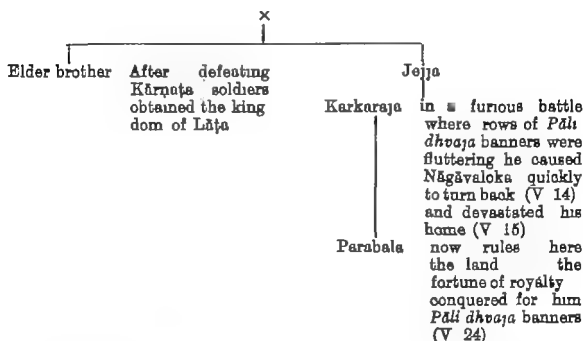 ×
Elder brother After defeating Jejja
Kārṇaṭa soldiers
obtained the king
dom of Lāṭa
Karkaraja in a furious battle
where rows of Pāli
dhvaja banners were
fluttering he caused
Nāgāvaloka quickly
to turn back (V 14)
and devastated his
home (V 15)
Parabala now rules here
the land the
fortune of royalty
conquered for him
Pāli dhvaja banners
(V 24)